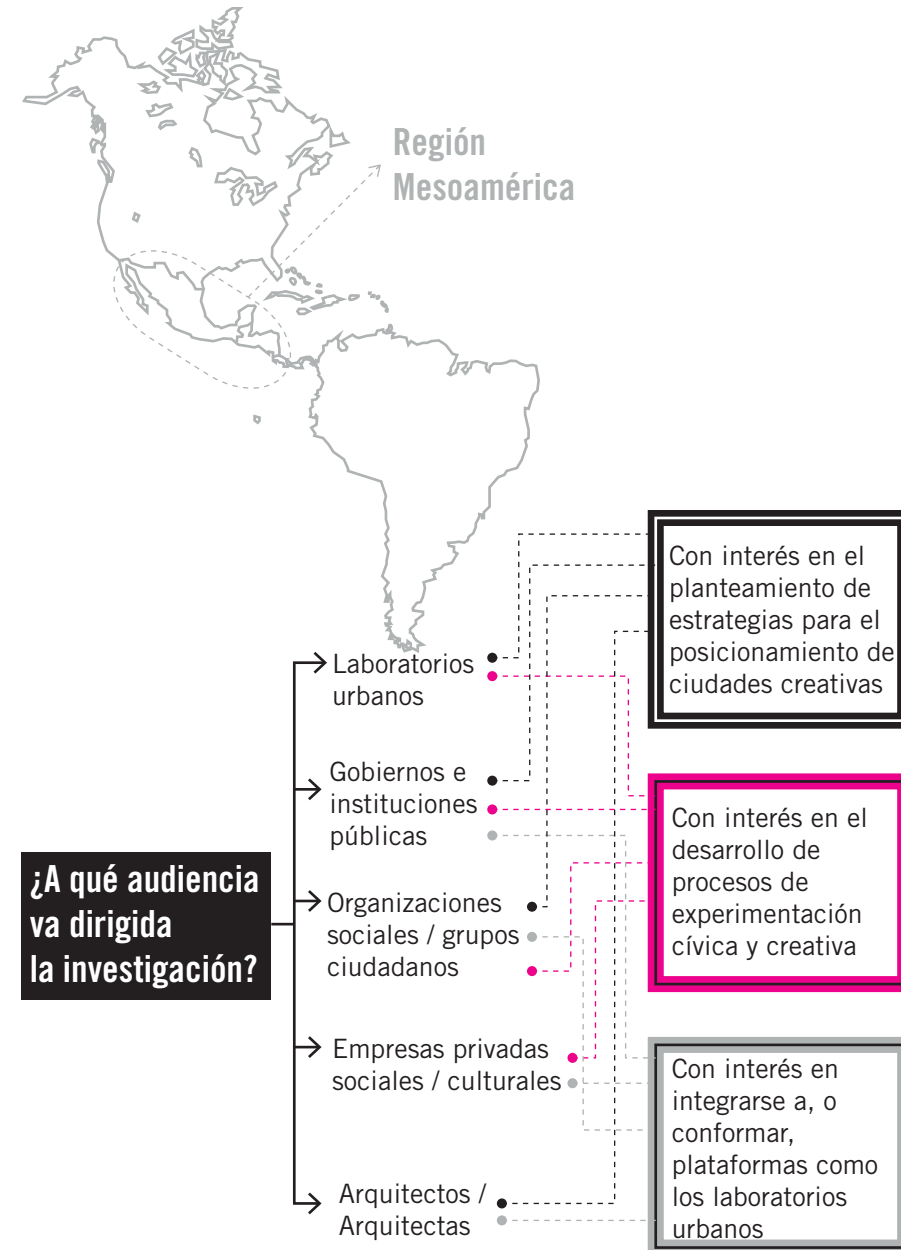 Región
Mesoamérica
¿A qué audiencia
va dirigida
la investigación?
Laboratorios
urbanos
Gobiernos e
instituciones
públicas
Organizaciones
sociales / grupos
ciudadanos
Empresas privadas
sociales / culturales
Arquitectos /
Arquitectas
Con interés en el
planteamiento de
estrategias para el
posicionamiento de
ciudades creativas
Con interés en el
desarrollo de
procesos de
experimentación
cívica y creativa
Con interés en
integrarse a, o
conformar,
plataformas como
los laboratorios
urbanos